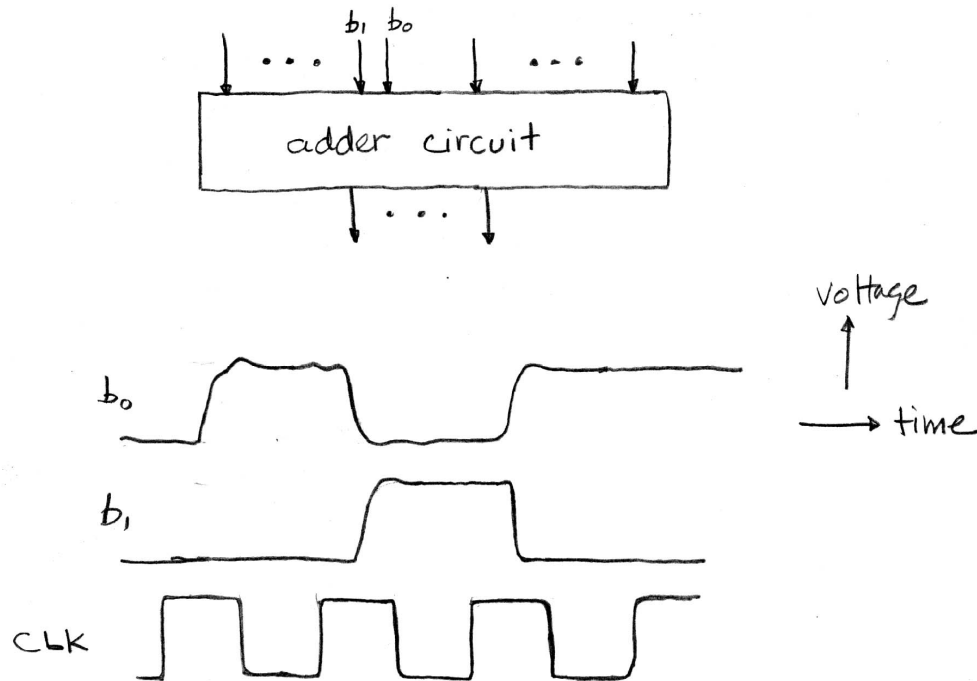 b₁ b₀
...
...
adder circuit
...
voltage
b₀
time
b₁
CLK